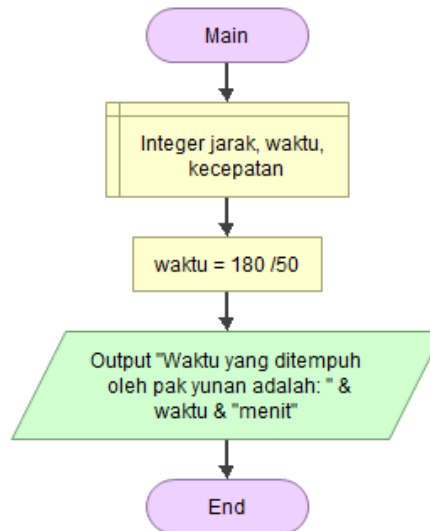 Main
Integer jarak, waktu,
kecepatan
waktu = 180 /50
Output "Waktu yang ditempuh
oleh pak yunan adalah: " &
waktu & "menit"
End